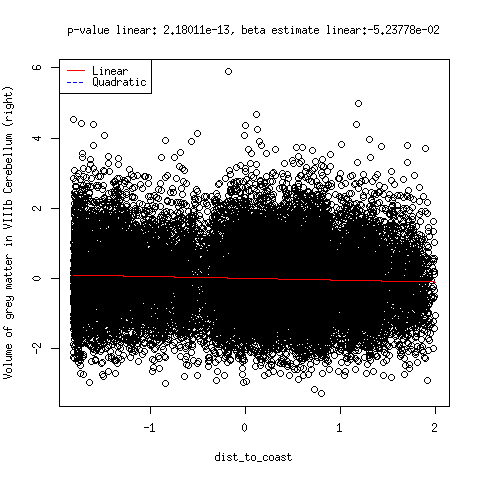 p-value linear: 2.18011e-13, beta estimate linear:-5.23778e-02
Linear
Quadratic
Volume of grey matter in VIIIb Cerebellum (right)
6
4
2
0
-2
-1
0
1
2
dist_to_coast